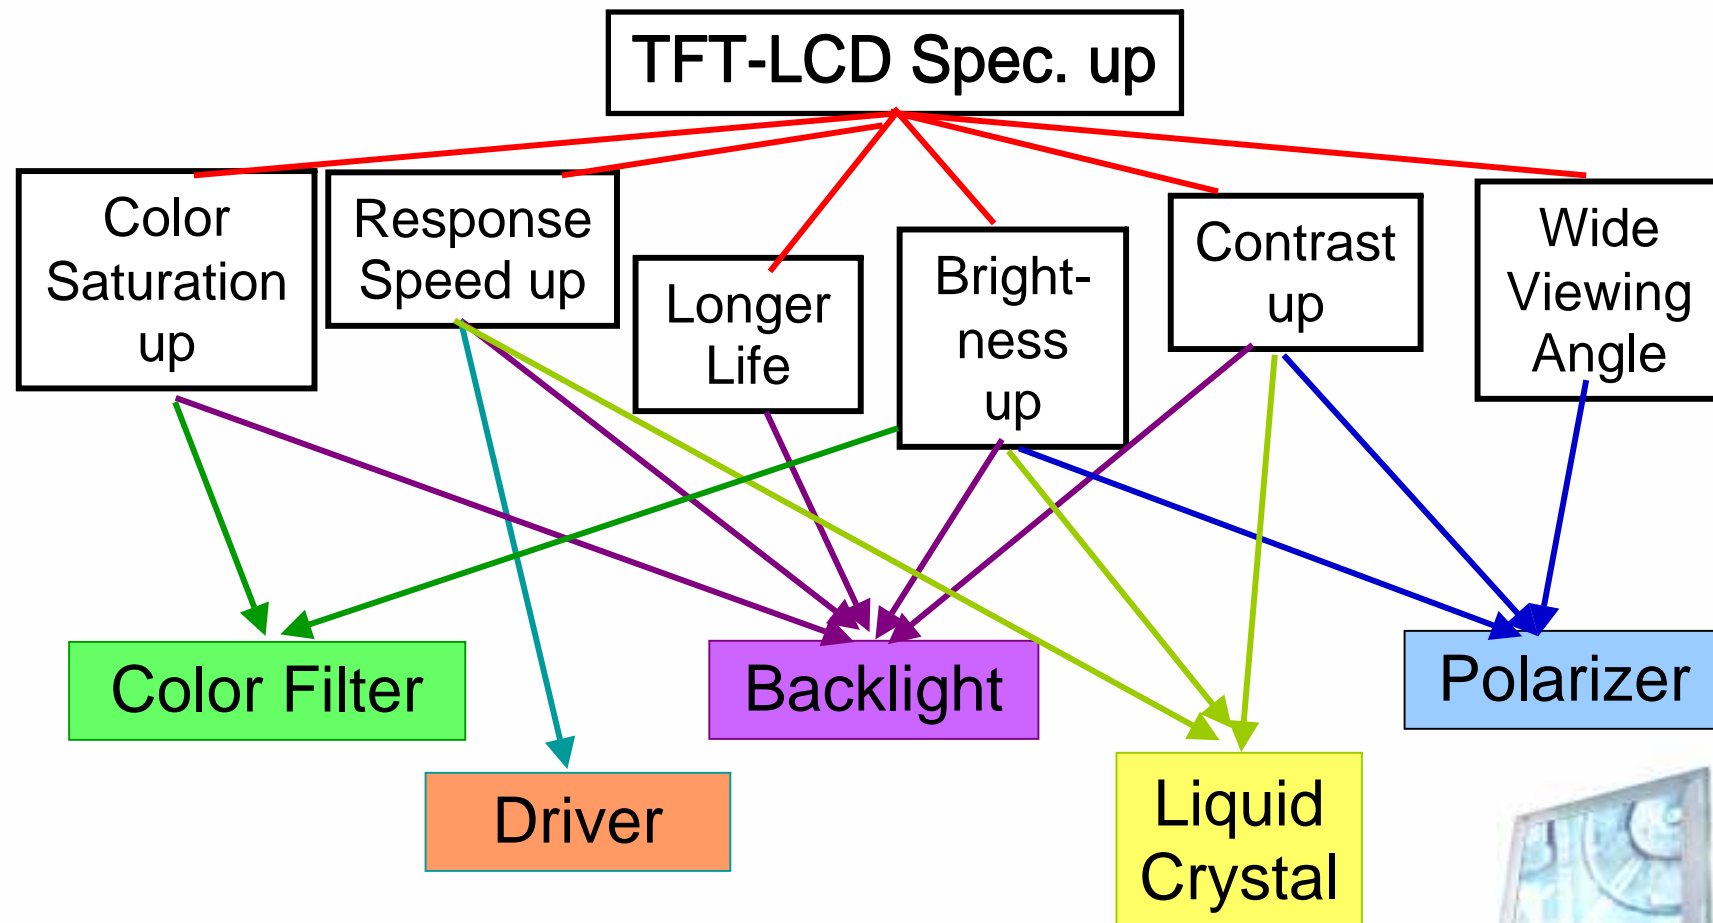 TFT-LCD Spec. up
Color
Saturation
up
Response
Speed up
Longer
Life
Bright-
ness
up
Contrast
up
Wide
Viewing
Angle
Color Filter
Backlight
Polarizer
Driver
Liquid
Crystal